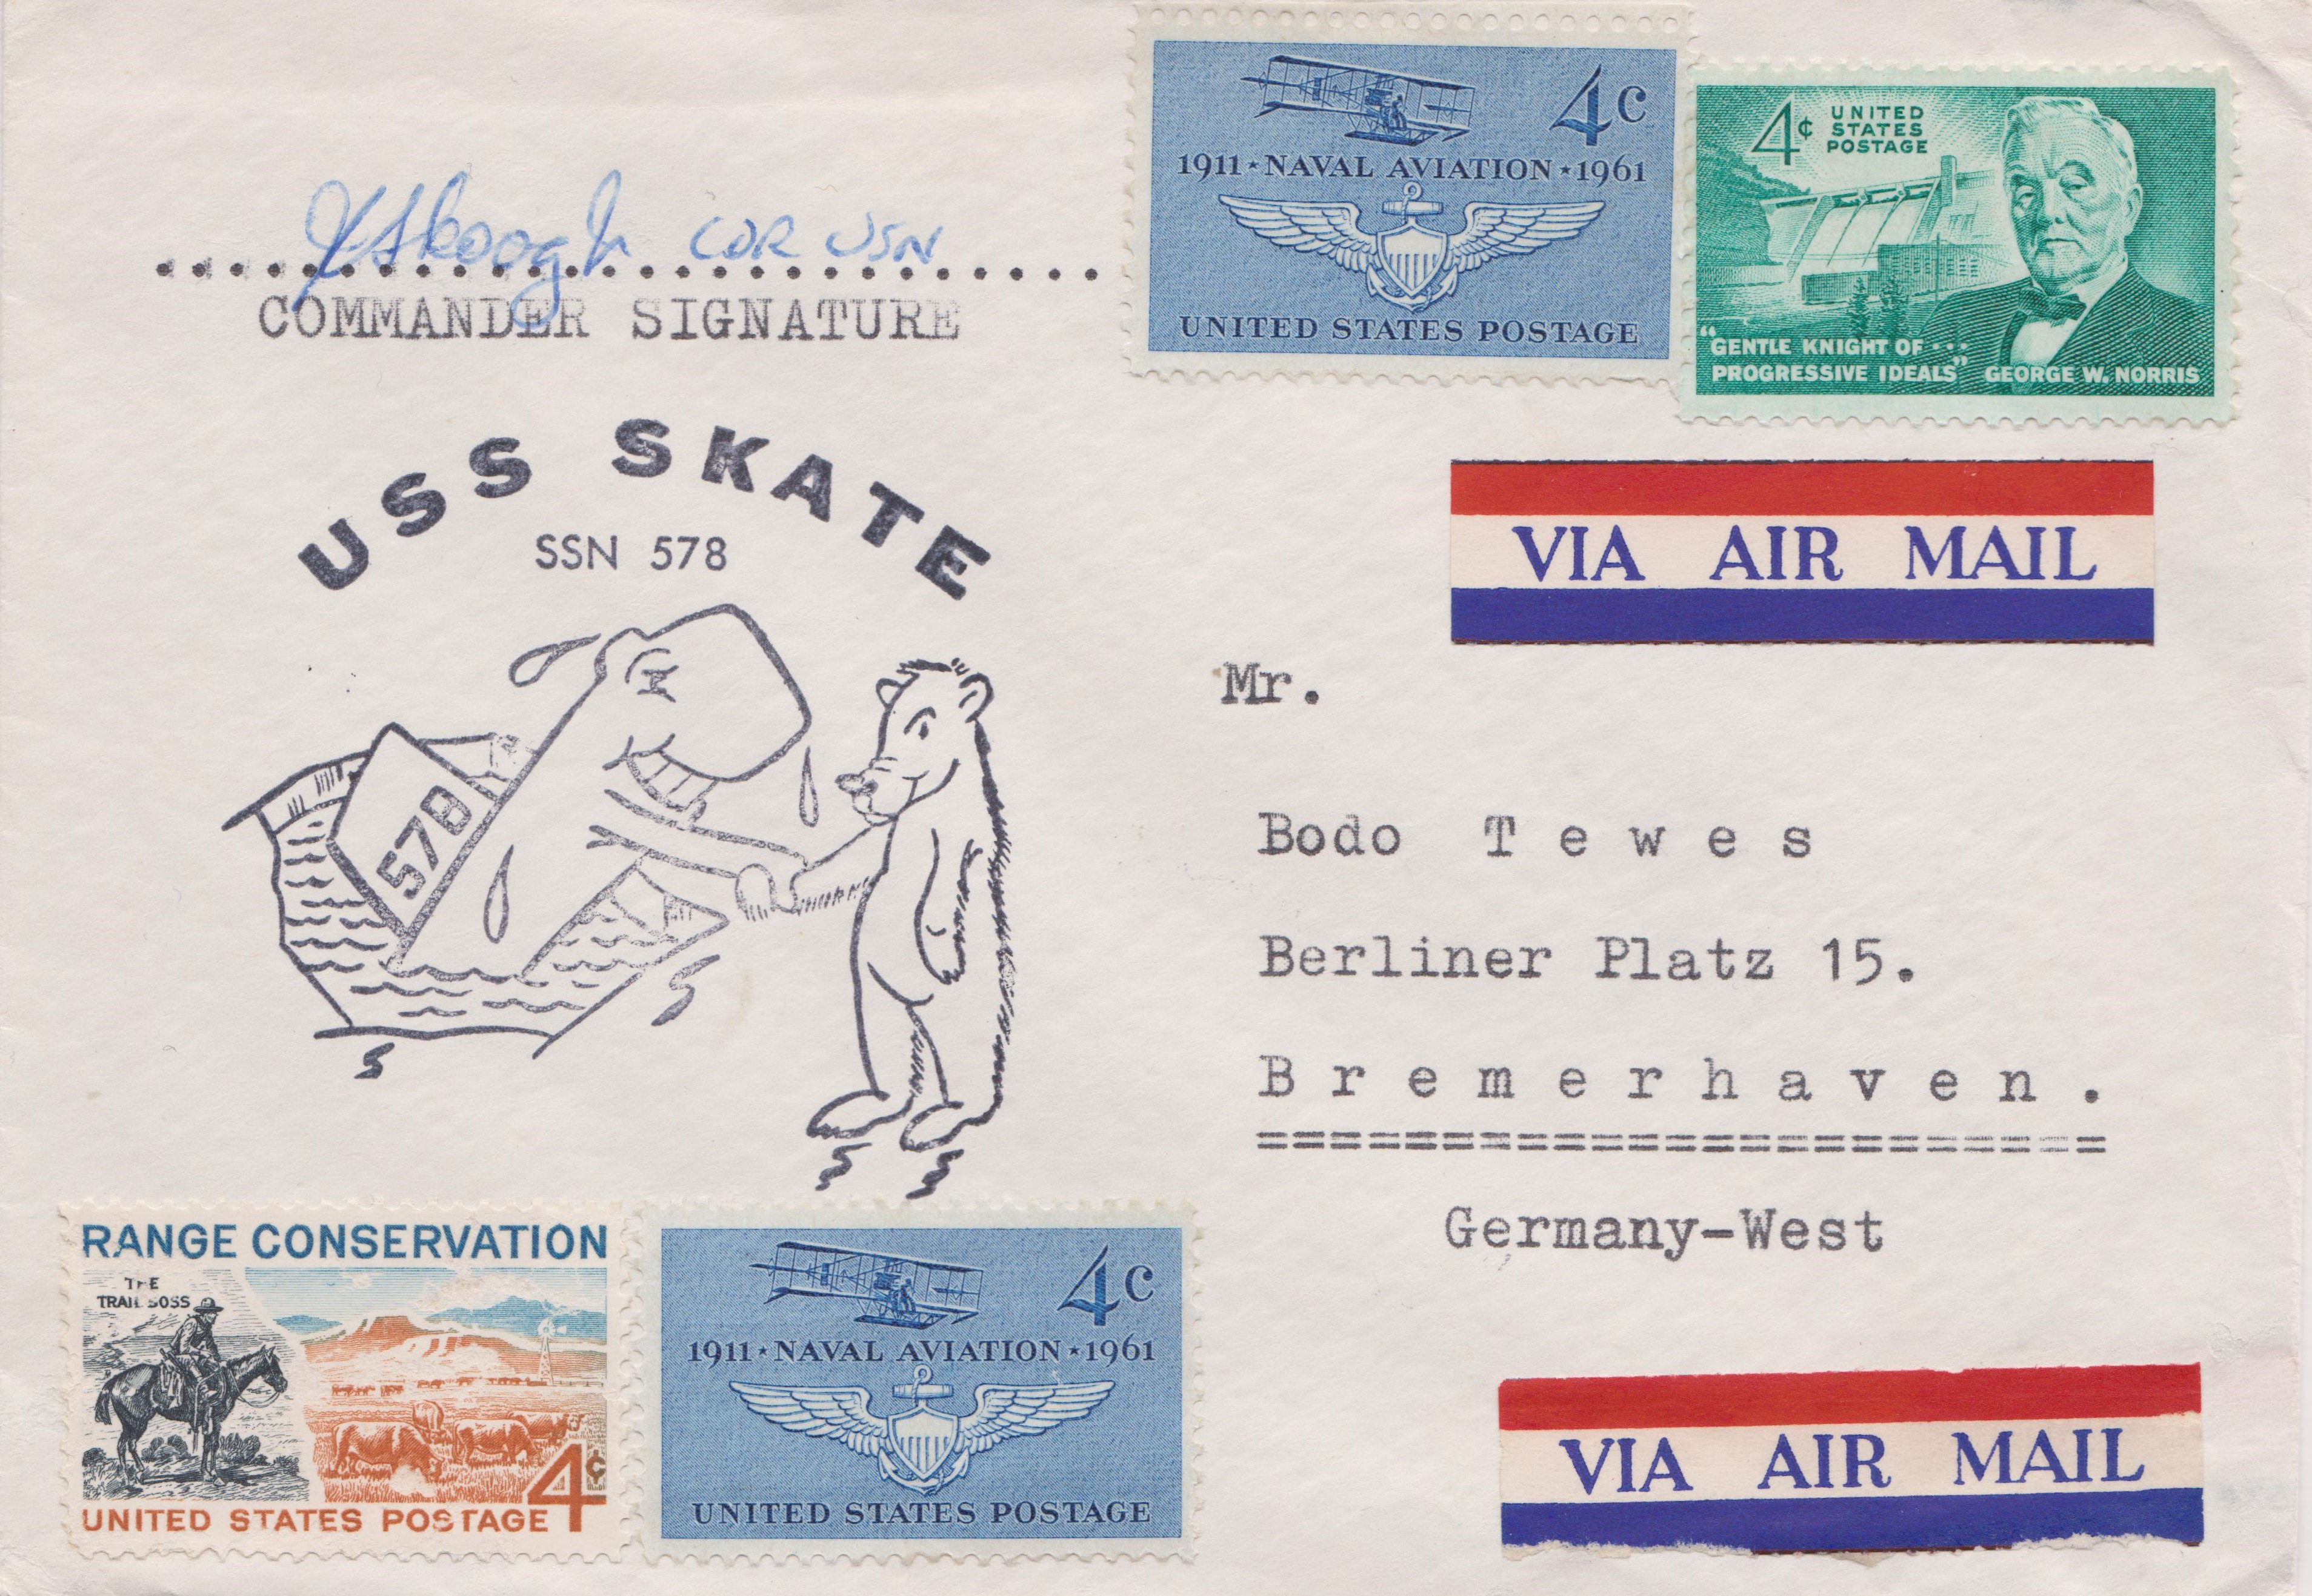 4c
1911 ★ NAVAL AVIATION ★ 1961
UNITED STATES POSTAGE
4¢ UNITED
STATES
POSTAGE
"GENTLE KNIGHT OF · · ·
PROGRESSIVE IDEALS" GEORGE W. NORRIS
CDR USN
COMMANDER SIGNATURE
USS SKATE
SSN 578
578
VIA AIR MAIL
Mr.
Bodo T e w e s
Berliner Platz 15.
B r e m e r h a v e n .
=======================
Germany-West
RANGE CONSERVATION
THE
TRAIL BOSS
4¢
UNITED STATES POSTAGE
4c
1911 ★ NAVAL AVIATION ★ 1961
UNITED STATES POSTAGE
VIA AIR MAIL